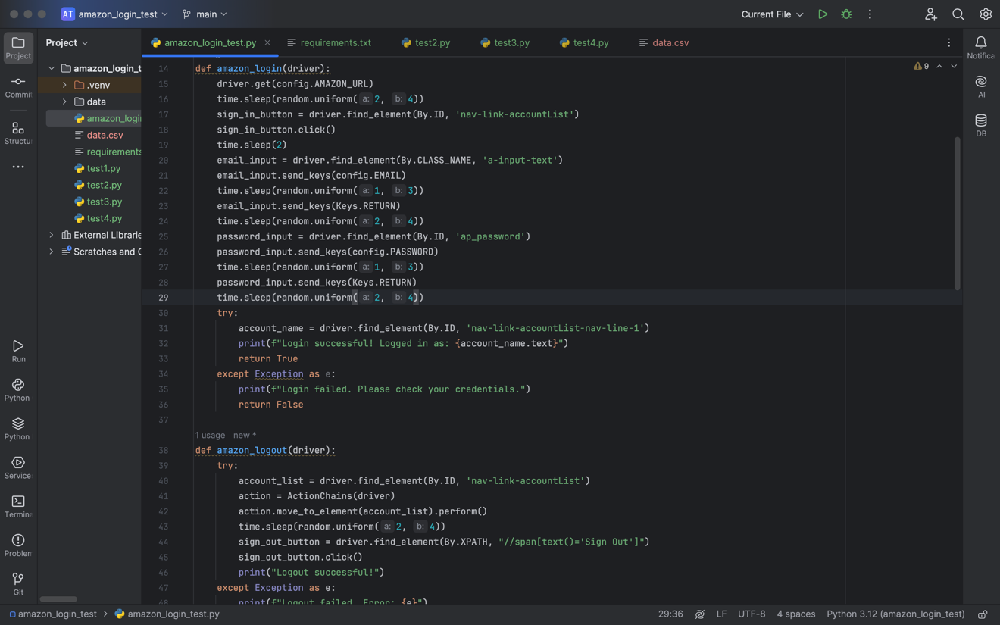 AT amazon_login_test main Current File
Project amazon_login_test.py requirements.txt test2.py test3.py test4.py data.csv
Project
Commit
Structu
Run
Python
Python
Service
Termina
Problem
Git
amazon_login_t
.venv
data
amazon_logi
data.csv
requirements
test1.py
test2.py
test3.py
test4.py
External Librarie
Scratches and C
9
14 def amazon_login(driver):
15 driver.get(config.AMAZON_URL)
16 time.sleep(random.uniform( a: 2, b: 4))
17 sign_in_button = driver.find_element(By.ID, 'nav-link-accountList')
18 sign_in_button.click()
19 time.sleep(2)
20 email_input = driver.find_element(By.CLASS_NAME, 'a-input-text')
21 email_input.send_keys(config.EMAIL)
22 time.sleep(random.uniform( a: 1, b: 3))
23 email_input.send_keys(Keys.RETURN)
24 time.sleep(random.uniform( a: 2, b: 4))
25 password_input = driver.find_element(By.ID, 'ap_password')
26 password_input.send_keys(config.PASSWORD)
27 time.sleep(random.uniform( a: 1, b: 3))
28 password_input.send_keys(Keys.RETURN)
29 time.sleep(random.uniform( a: 2, b: 4))
30 try:
31 account_name = driver.find_element(By.ID, 'nav-link-accountList-nav-line-1')
32 print(f"Login successful! Logged in as: {account_name.text}")
33 return True
34 except Exception as e:
35 print(f"Login failed. Please check your credentials.")
36 return False
37
1 usage new *
38 def amazon_logout(driver):
39 try:
40 account_list = driver.find_element(By.ID, 'nav-link-accountList')
41 action = ActionChains(driver)
42 action.move_to_element(account_list).perform()
43 time.sleep(random.uniform( a: 2, b: 4))
44 sign_out_button = driver.find_element(By.XPATH, "//span[text()='Sign Out']")
45 sign_out_button.click()
46 print("Logout successful!")
47 except Exception as e:
48 print(f"Logout failed. Error: {e}")
Notifica
AI
DB
amazon_login_test > amazon_login_test.py 29:36 LF UTF-8 4 spaces Python 3.12 (amazon_login_test)